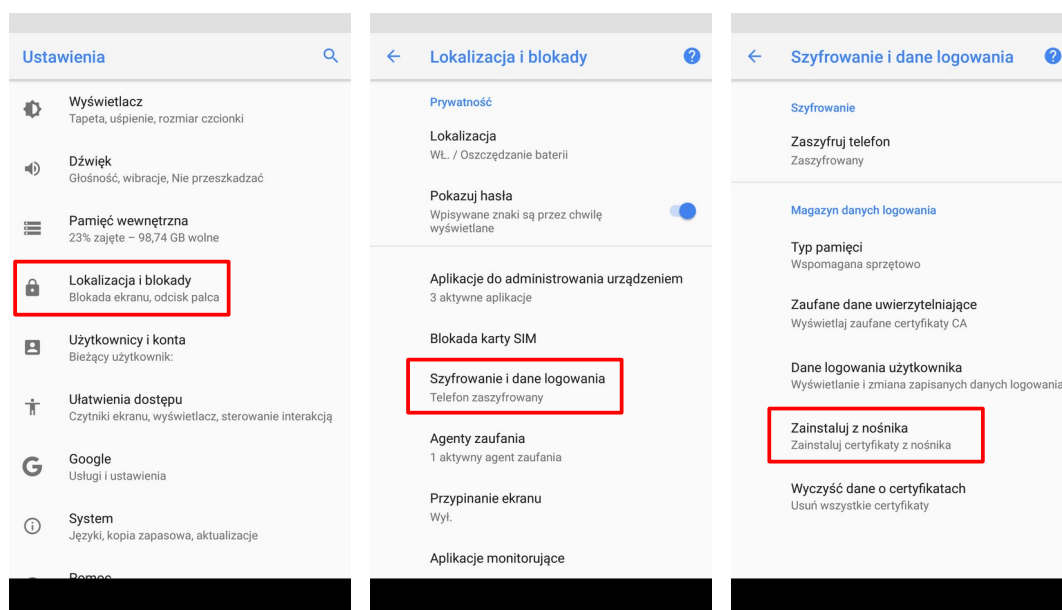 Ustawienia
Wyświetlacz
Tapeta, uśpienie, rozmiar czcionki
Dźwięk
Głośność, wibracje, Nie przeszkadzać
Pamięć wewnętrzna
23% zajęte – 98,74 GB wolne
Lokalizacja i blokady
Blokada ekranu, odcisk palca
Użytkownicy i konta
Bieżący użytkownik:
Ułatwienia dostępu
Czytniki ekranu, wyświetlacz, sterowanie interakcją
Google
Usługi i ustawienia
System
Języki, kopia zapasowa, aktualizacje
Pomoc
Lokalizacja i blokady
Prywatność
Lokalizacja
WŁ. / Oszczędzanie baterii
Pokazuj hasła
Wpisywane znaki są przez chwilę
wyświetlane
Aplikacje do administrowania urządzeniem
3 aktywne aplikacje
Blokada karty SIM
Szyfrowanie i dane logowania
Telefon zaszyfrowany
Agenty zaufania
1 aktywny agent zaufania
Przypinanie ekranu
Wył.
Aplikacje monitorujące
Szyfrowanie i dane logowania
Szyfrowanie
Zaszyfruj telefon
Zaszyfrowany
Magazyn danych logowania
Typ pamięci
Wspomagana sprzętowo
Zaufane dane uwierzytelniające
Wyświetlaj zaufane certyfikaty CA
Dane logowania użytkownika
Wyświetlanie i zmiana zapisanych danych logowania
Zainstaluj z nośnika
Zainstaluj certyfikaty z nośnika
Wyczyść dane o certyfikatach
Usuń wszystkie certyfikaty